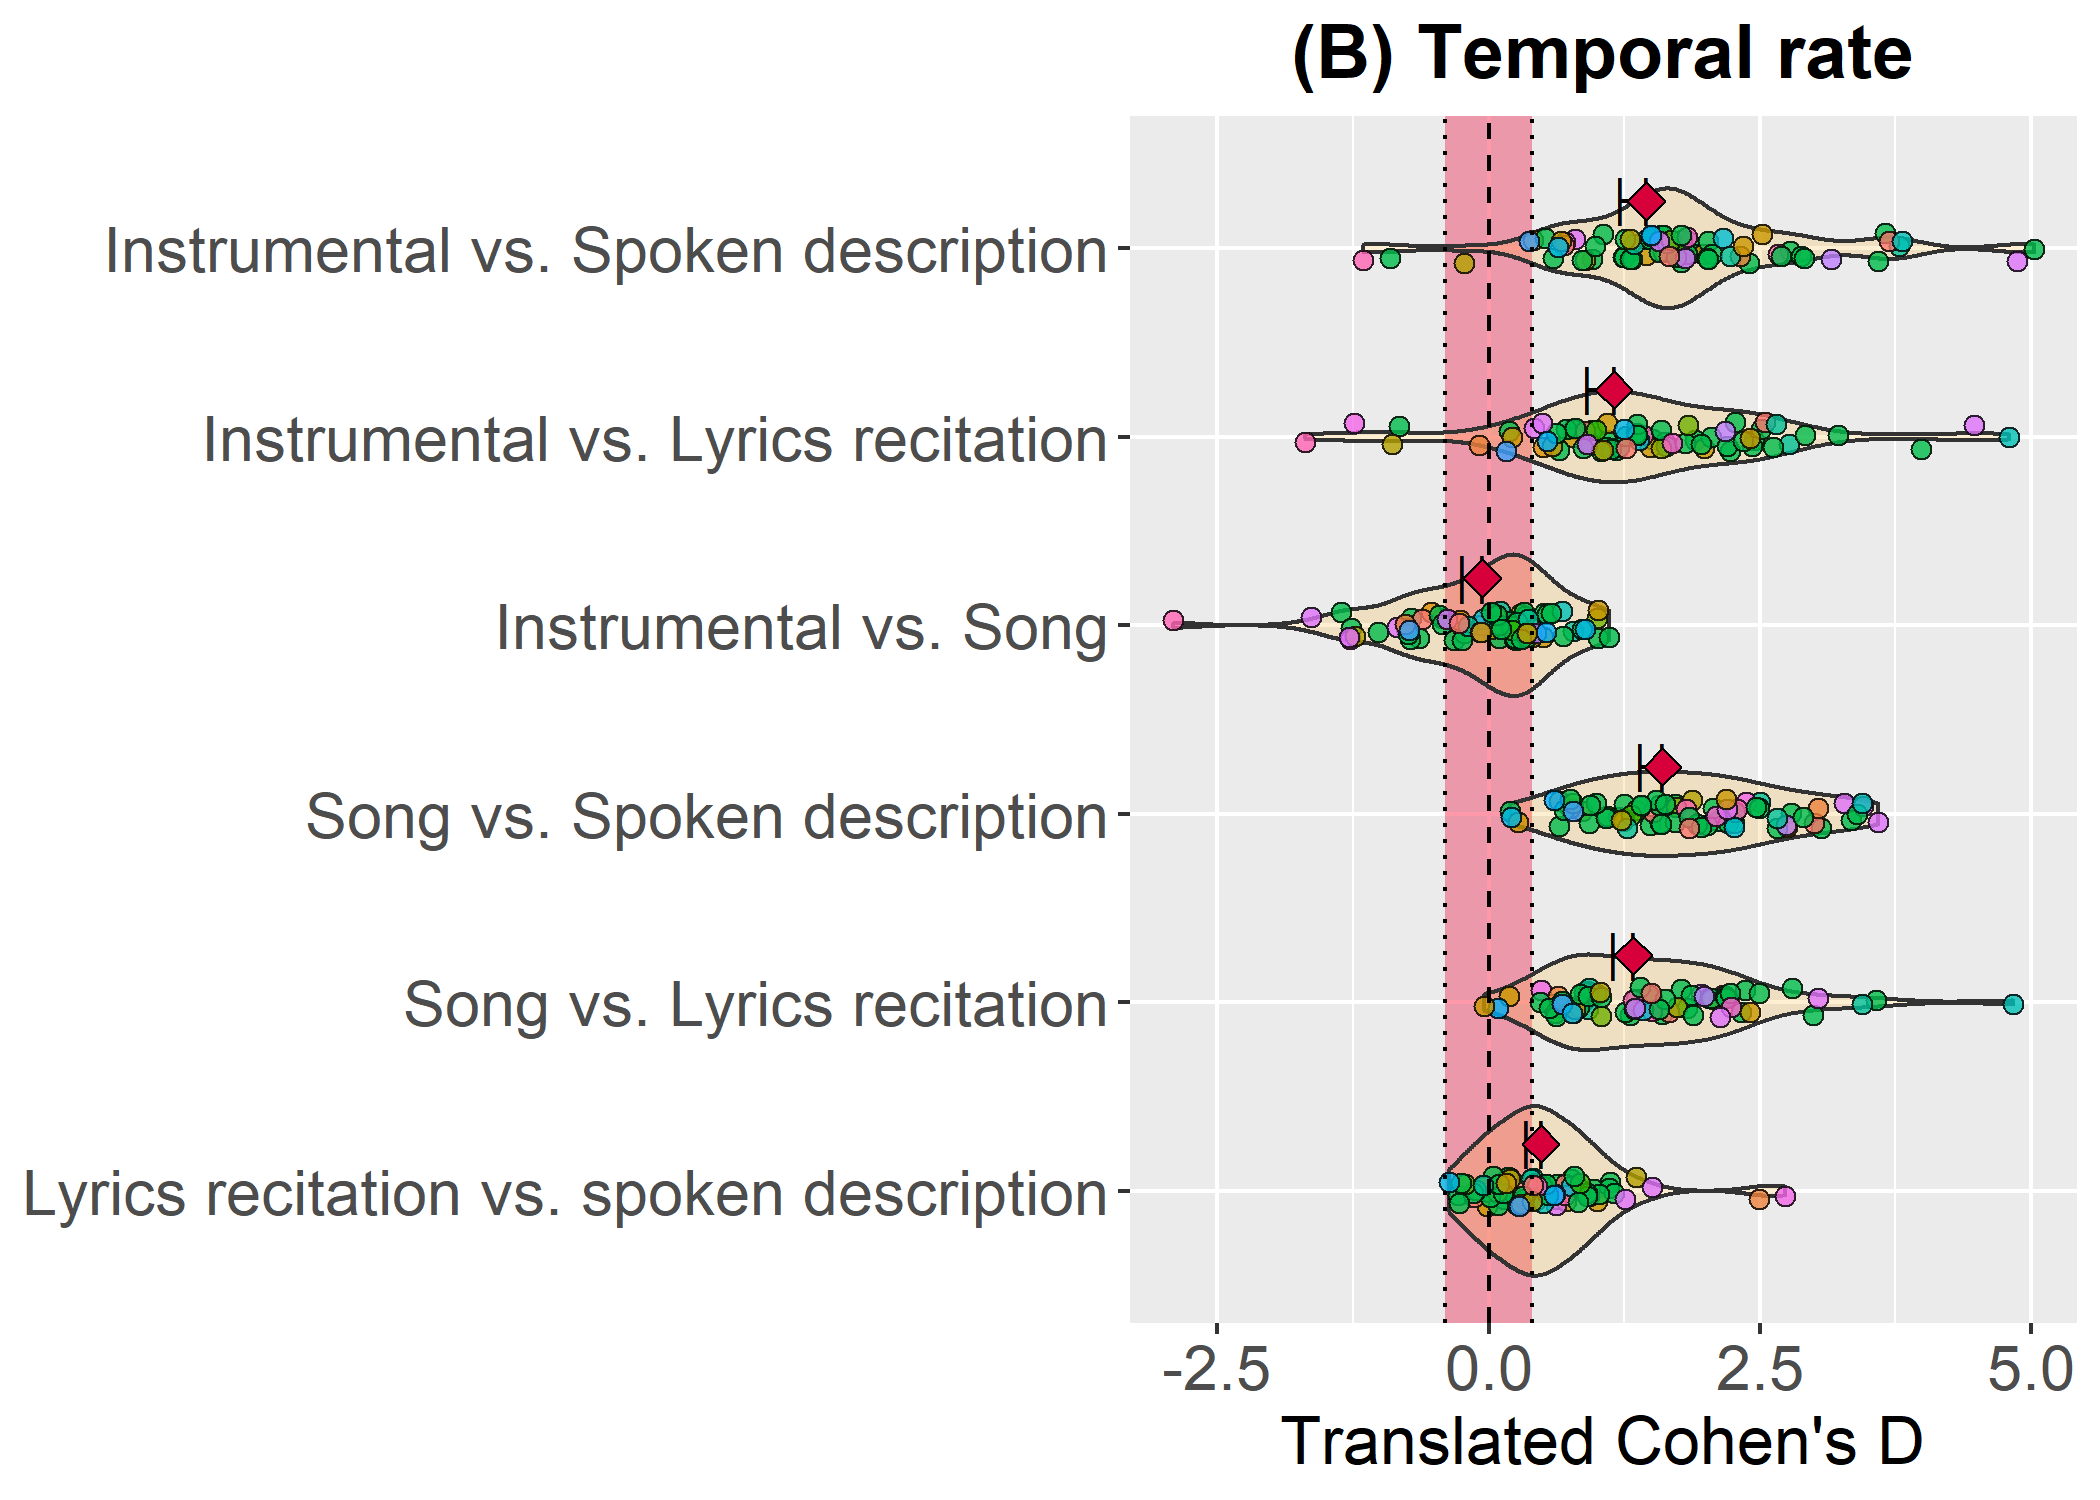 (B) Temporal rate
Instrumental vs. Spoken description
Instrumental vs. Lyrics recitation
Instrumental vs. Song
Song vs. Spoken description
Song vs. Lyrics recitation
Lyrics recitation vs. spoken description
-2.5 0.0 2.5 5.0
Translated Cohen's D